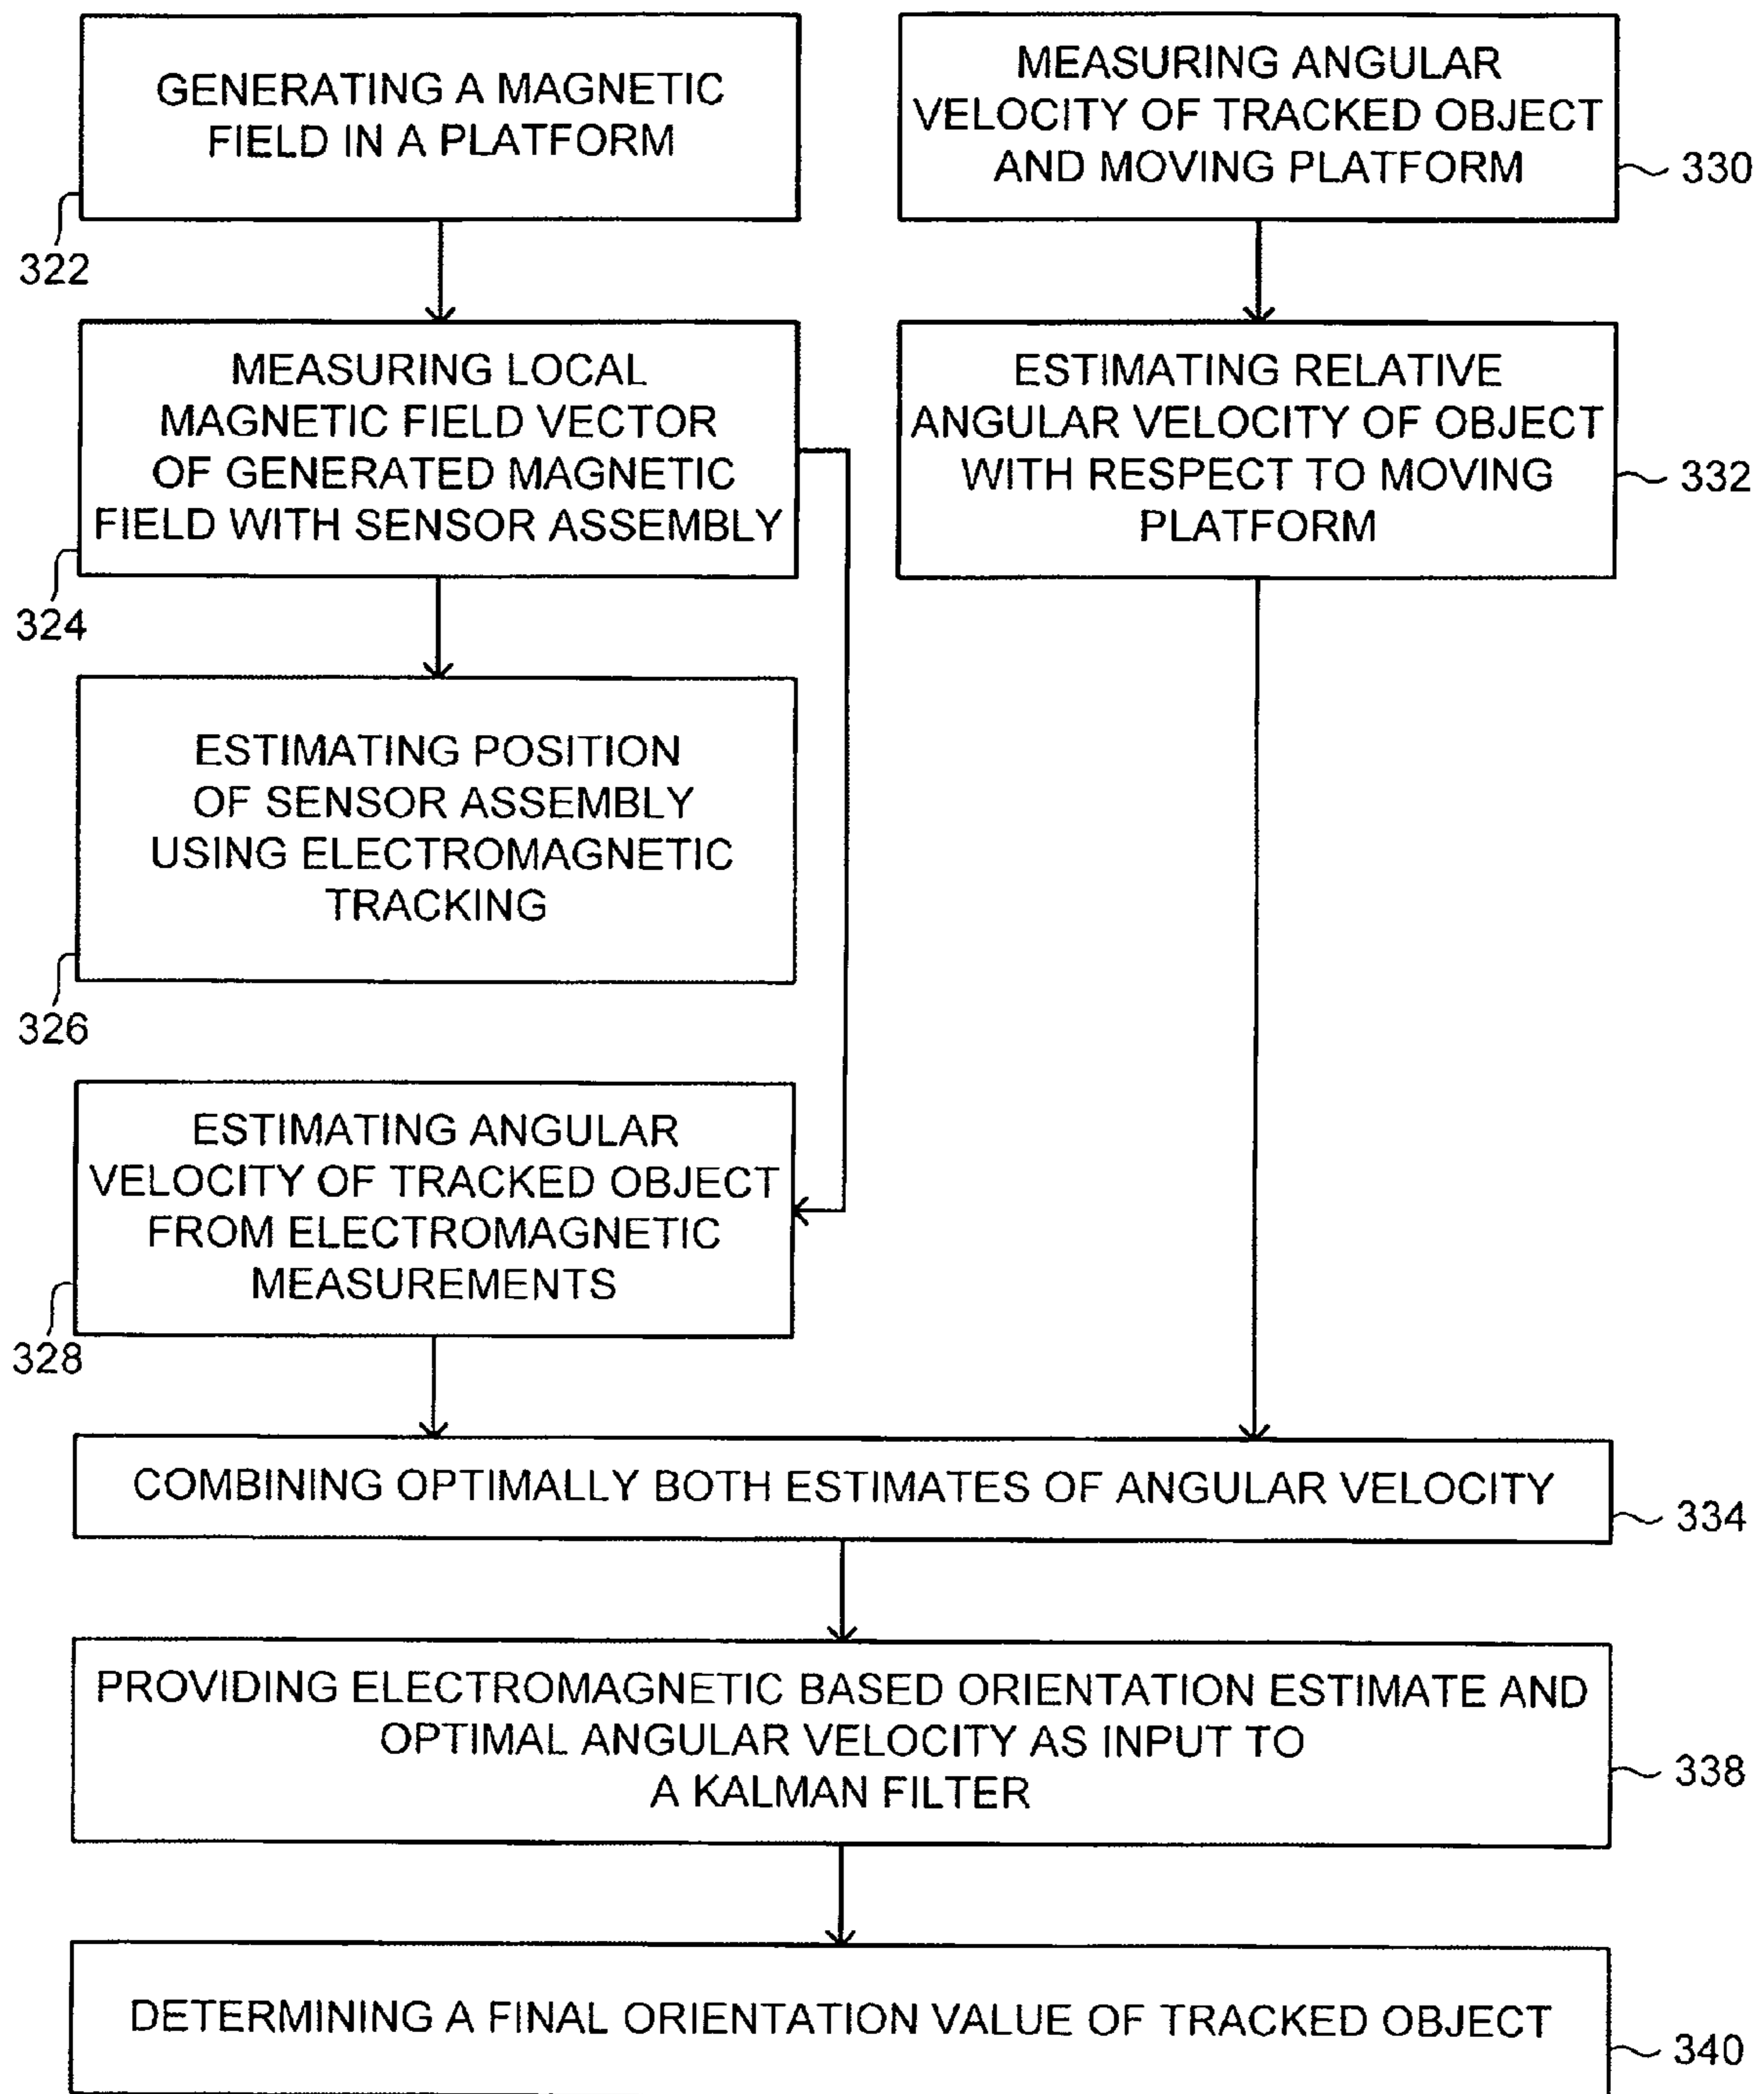 GENERATING A MAGNETIC
FIELD IN A PLATFORM
322
MEASURING ANGULAR
VELOCITY OF TRACKED OBJECT
AND MOVING PLATFORM
330
MEASURING LOCAL
MAGNETIC FIELD VECTOR
OF GENERATED MAGNETIC
FIELD WITH SENSOR ASSEMBLY
324
ESTIMATING RELATIVE
ANGULAR VELOCITY OF OBJECT
WITH RESPECT TO MOVING
PLATFORM
332
ESTIMATING POSITION
OF SENSOR ASSEMBLY
USING ELECTROMAGNETIC
TRACKING
326
ESTIMATING ANGULAR
VELOCITY OF TRACKED OBJECT
FROM ELECTROMAGNETIC
MEASUREMENTS
328
COMBINING OPTIMALLY BOTH ESTIMATES OF ANGULAR VELOCITY
334
PROVIDING ELECTROMAGNETIC BASED ORIENTATION ESTIMATE AND
OPTIMAL ANGULAR VELOCITY AS INPUT TO
A KALMAN FILTER
338
DETERMINING A FINAL ORIENTATION VALUE OF TRACKED OBJECT
340